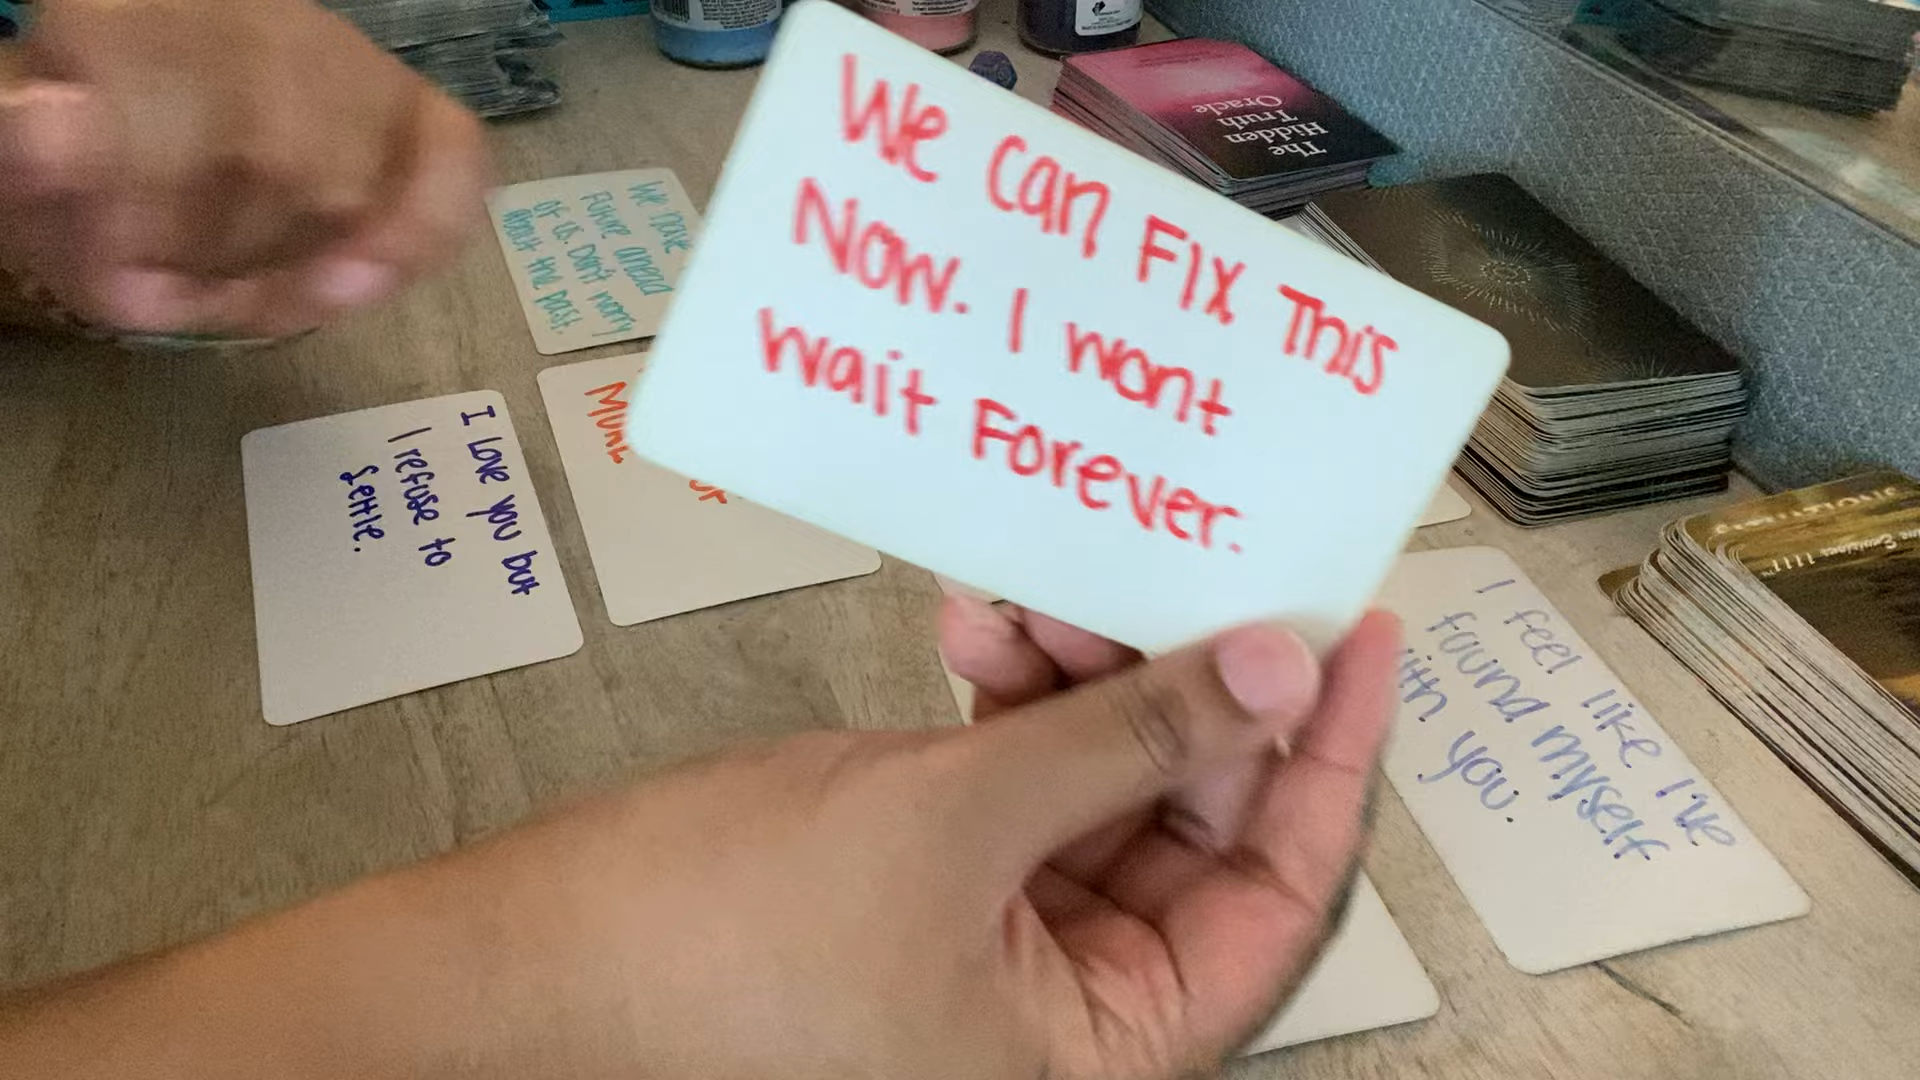 We can Fix This
Now. I wont
wait Forever.
We have
Future ahead
of us. Don't worry
about the past.
I Love you but
I refuse to
settle.
I feel like I've
found myself
with you.
The
Hidden
Truth
Oracle